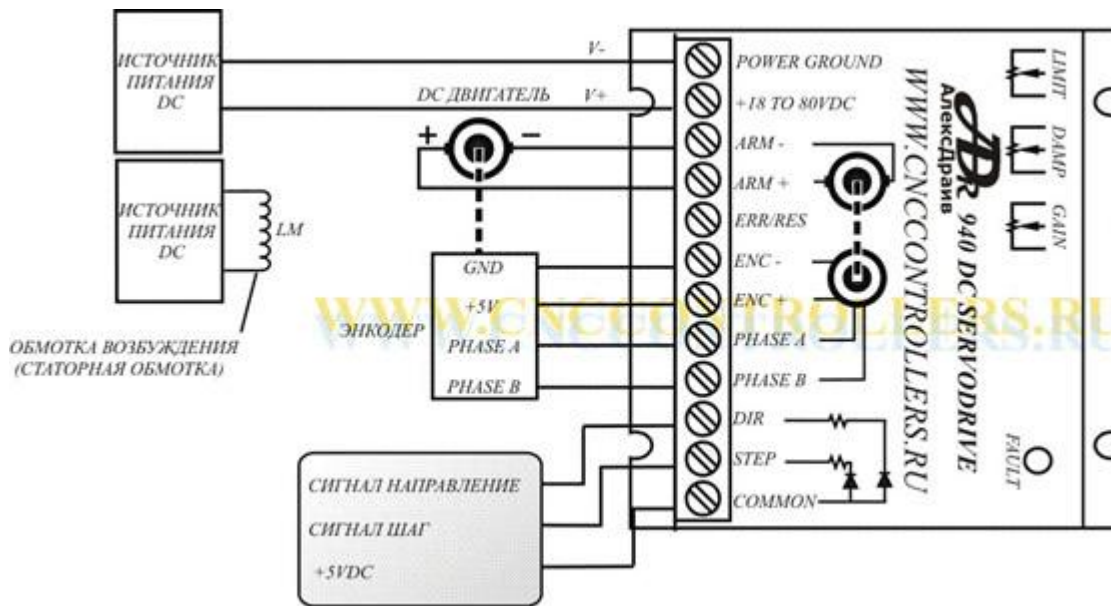 ИСТОЧНИК
ПИТАНИЯ
DC
V-
DC ДВИГАТЕЛЬ
V+
+
−
ИСТОЧНИК
ПИТАНИЯ
DC
LM
ОБМОТКА ВОЗБУЖДЕНИЯ
(СТАТОРНАЯ ОБМОТКА)
ЭНКОДЕР
GND
+5V
PHASE A
PHASE B
СИГНАЛ НАПРАВЛЕНИЕ
СИГНАЛ ШАГ
+5VDC
POWER GROUND
+18 TO 80VDC
ARM -
ARM +
ERR/RES
ENC -
ENC +
PHASE A
PHASE B
DIR
STEP
COMMON
WWW.CNCCONTROLLERS.RU
АлексДрайв
940 DC SERVODRIVE
LIMIT
DAMP
GAIN
FAULT
WWW.CNCCONTROLLERS.RU